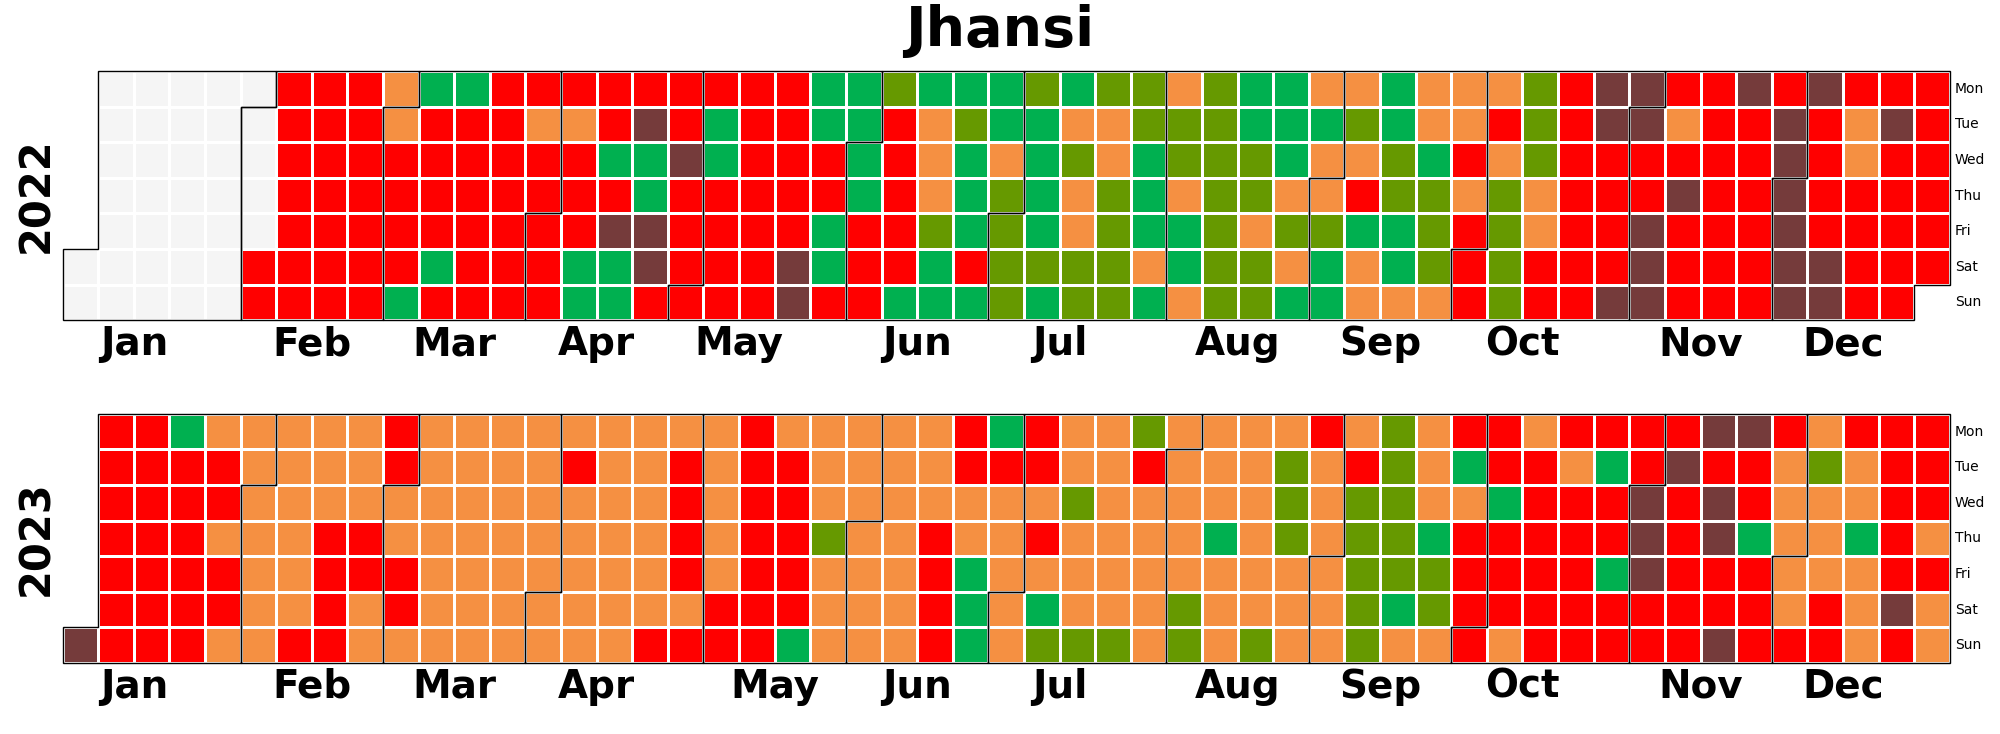 Jhansi
2022
Mon
Tue
Wed
Thu
Fri
Sat
Sun
Jan Feb Mar Apr May Jun Jul Aug Sep Oct Nov Dec
2023
Mon
Tue
Wed
Thu
Fri
Sat
Sun
Jan Feb Mar Apr May Jun Jul Aug Sep Oct Nov Dec